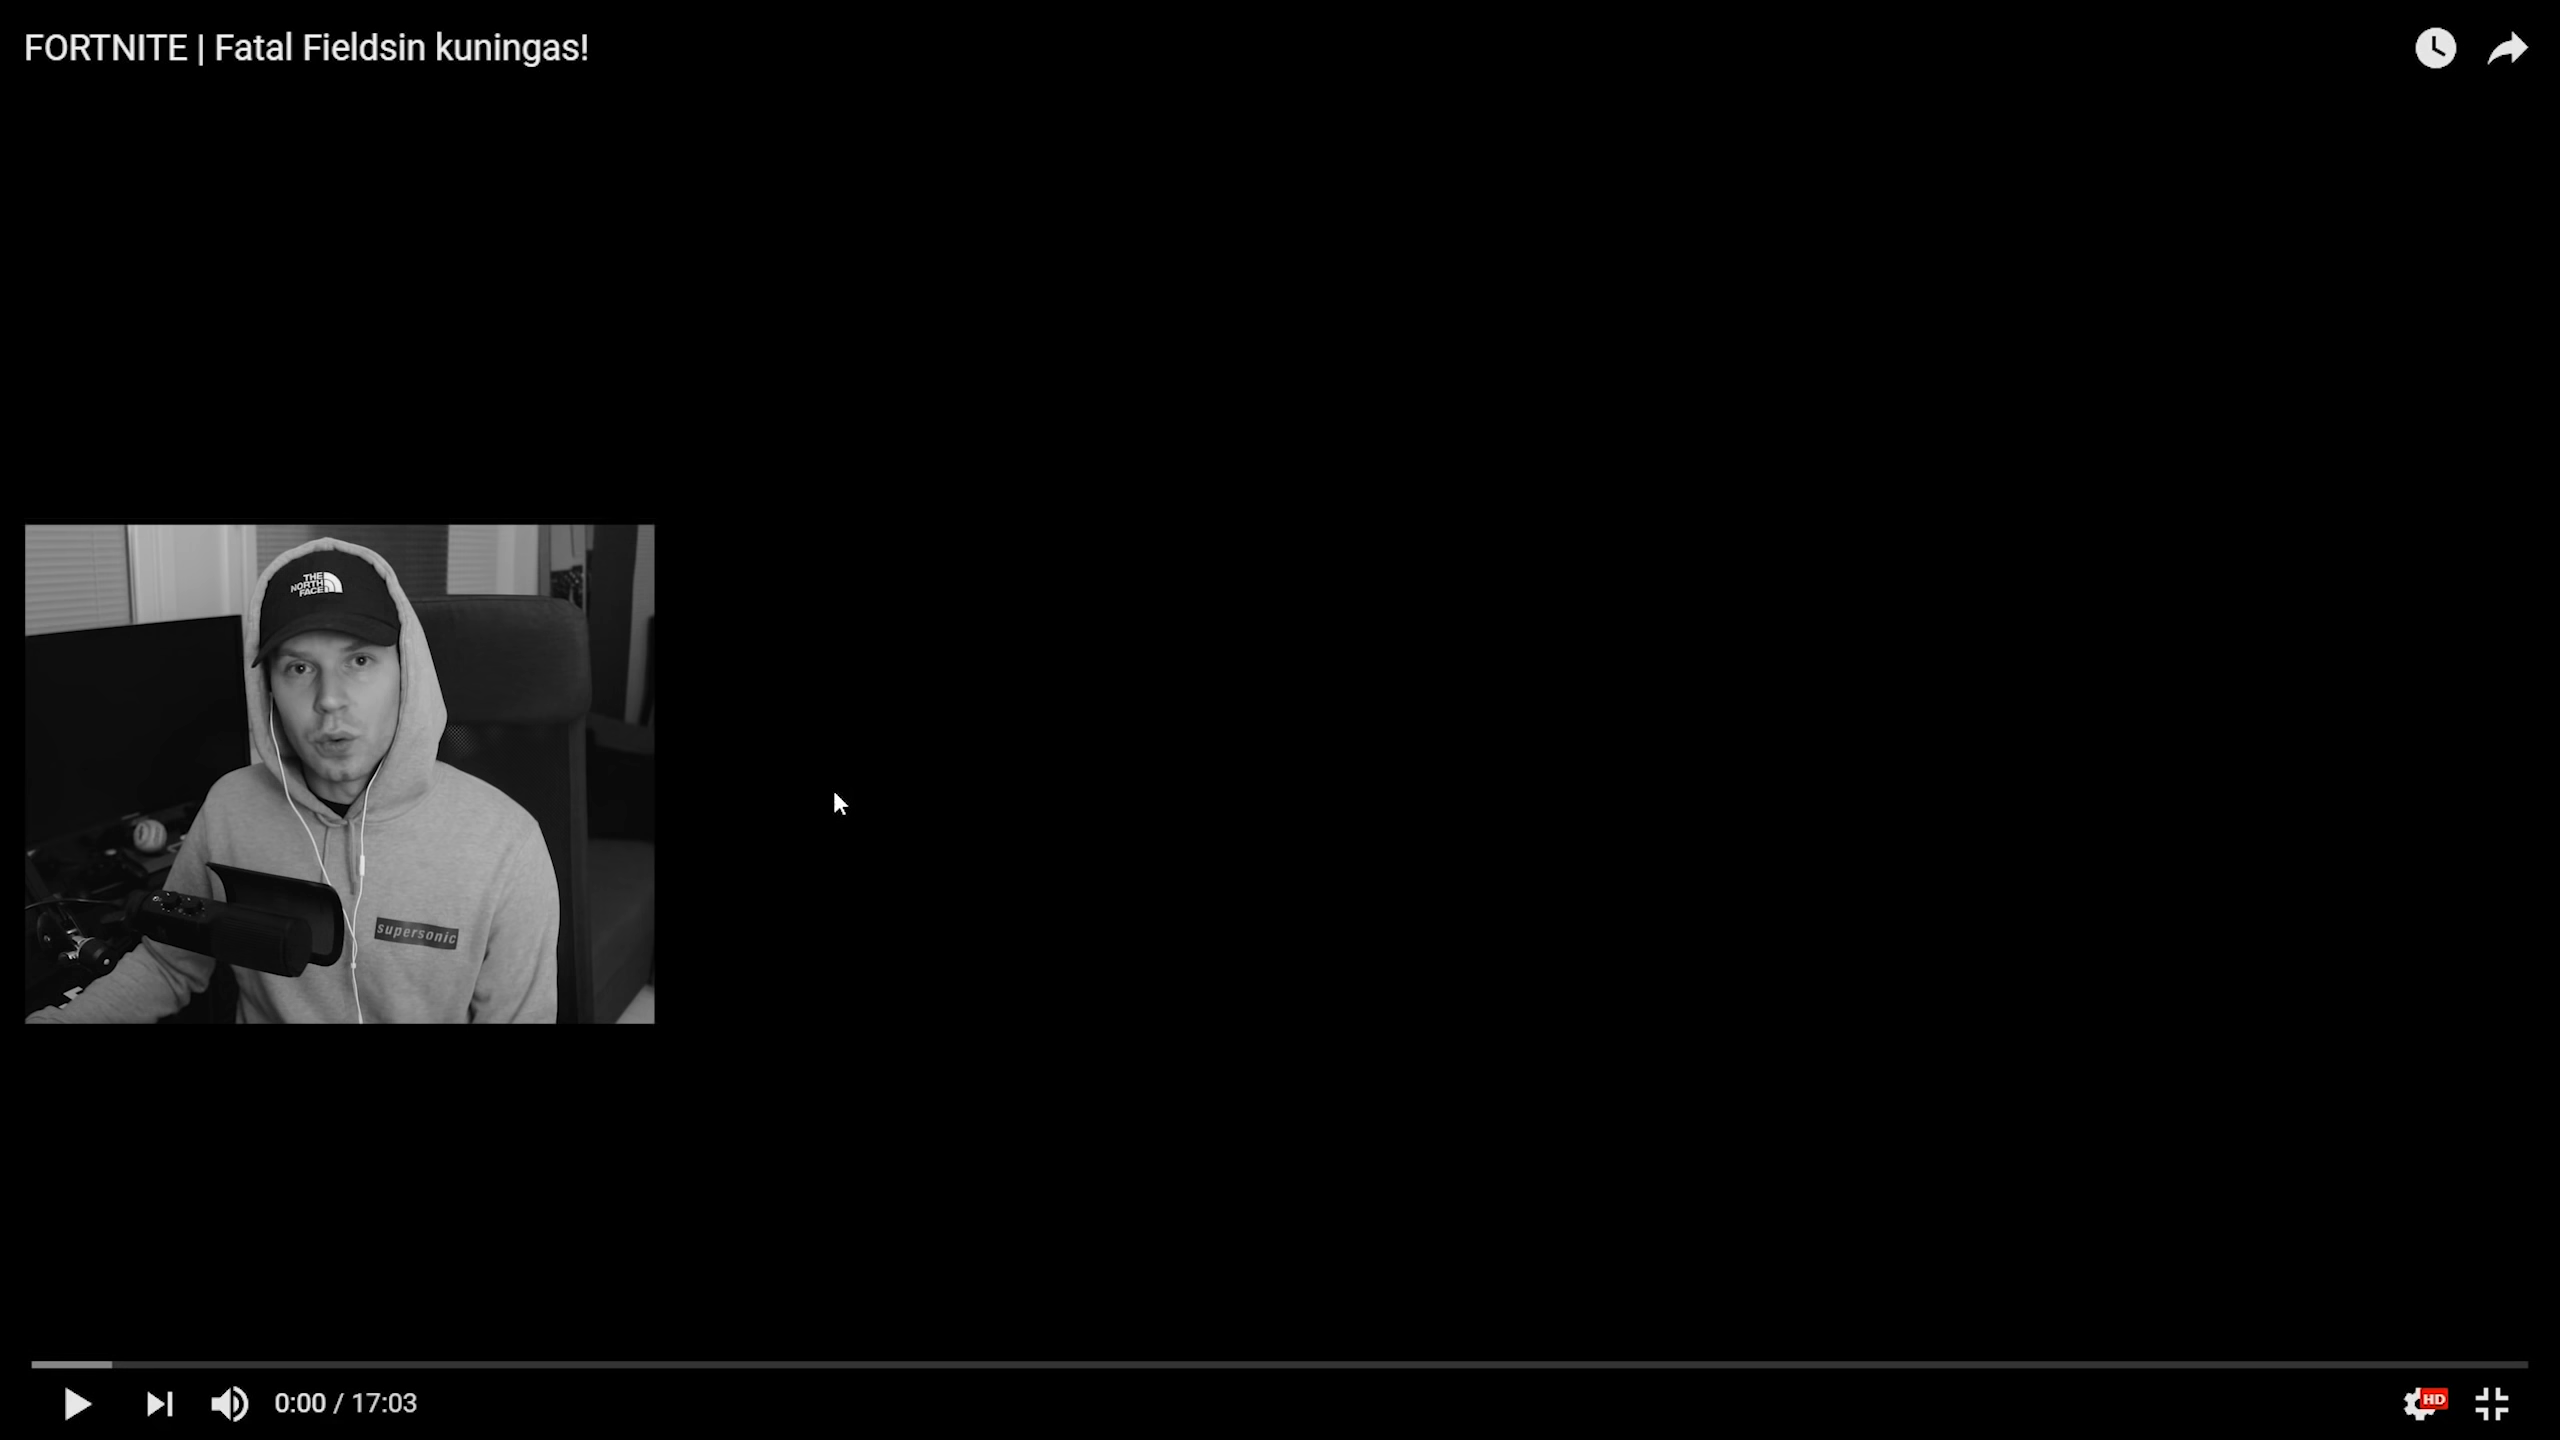 FORTNITE | Fatal Fieldsin kuningas!
THE
NORTH
FACE
supersonic
0:00 / 17:03
HD